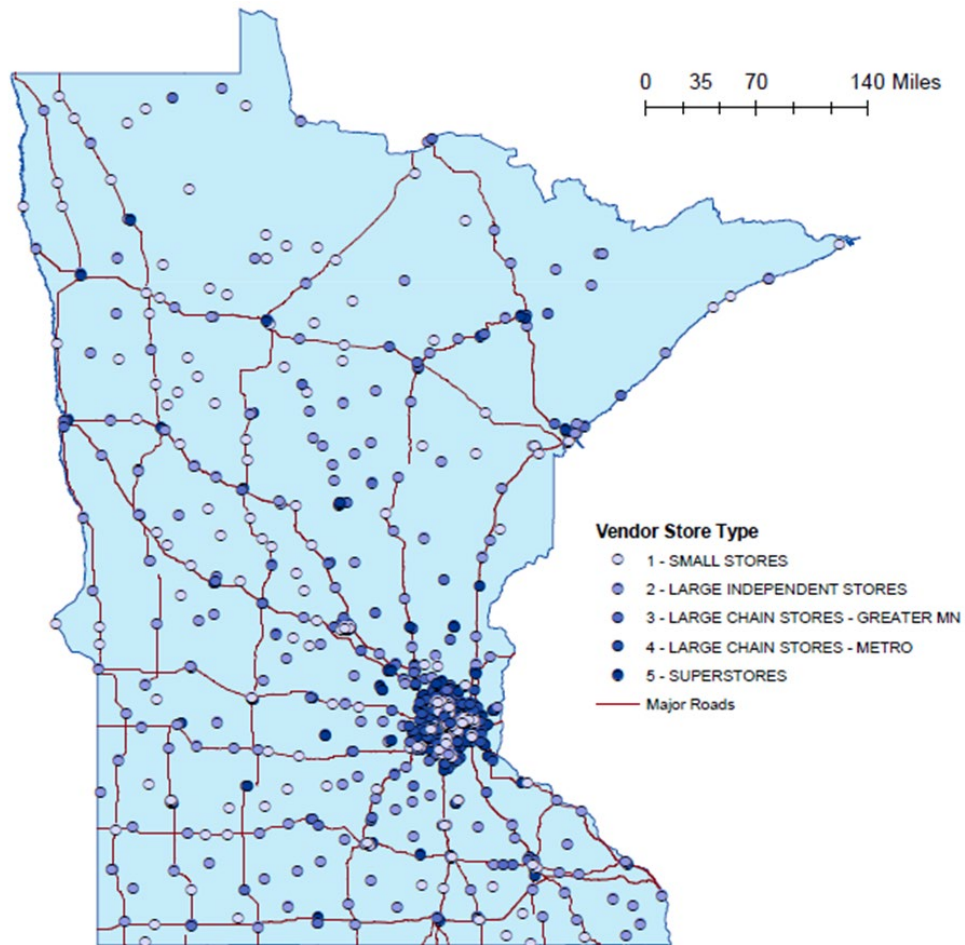 0 35 70 140 Miles
Vendor Store Type
1 - SMALL STORES
2 - LARGE INDEPENDENT STORES
3 - LARGE CHAIN STORES - GREATER MN
4 - LARGE CHAIN STORES - METRO
5 - SUPERSTORES
Major Roads